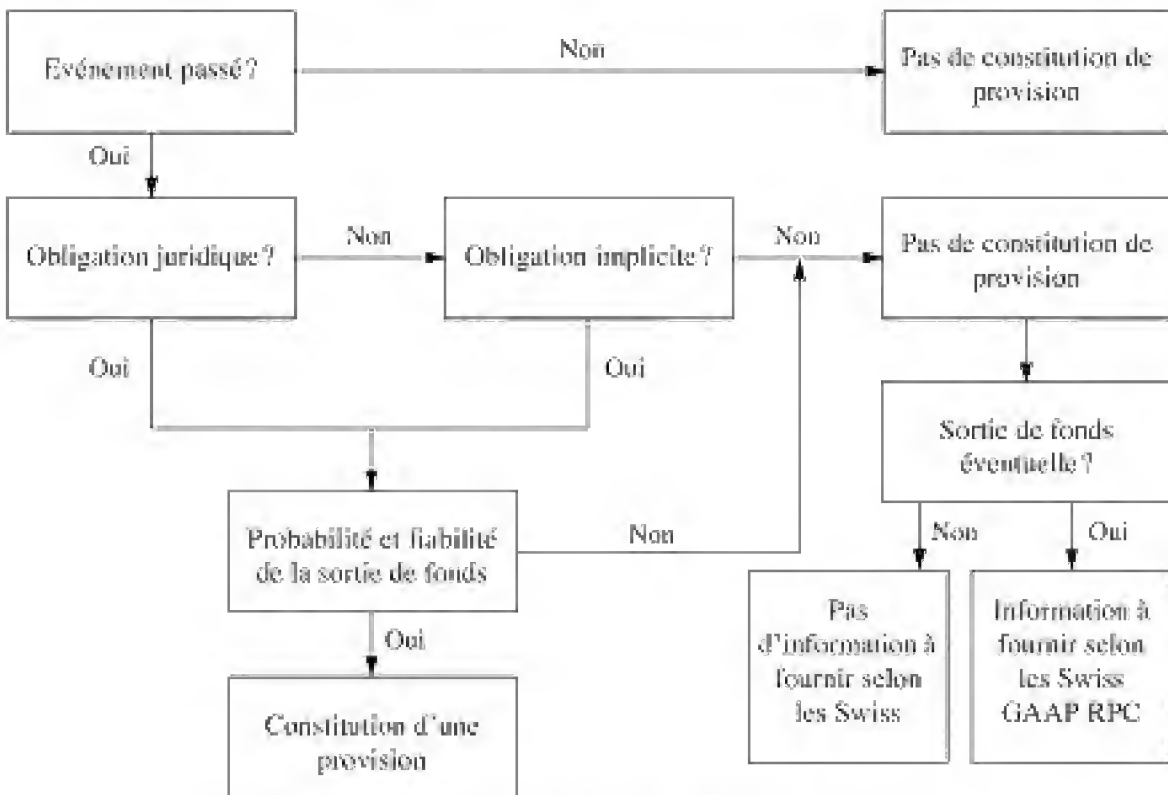 Evénement passé ?
Non
Pas de constitution de
provision
Oui
Obligation juridique ?
Non
Obligation implicite ?
Non
Pas de constitution de
provision
Oui
Oui
Sortie de fonds
éventuelle ?
Probabilité et fiabilité
de la sortie de fonds
Non
Non
Oui
Oui
Pas
d'information à
fournir selon
les Swiss
Information à
fournir selon
les Swiss
GAAP RPC
Constitution d'une
provision